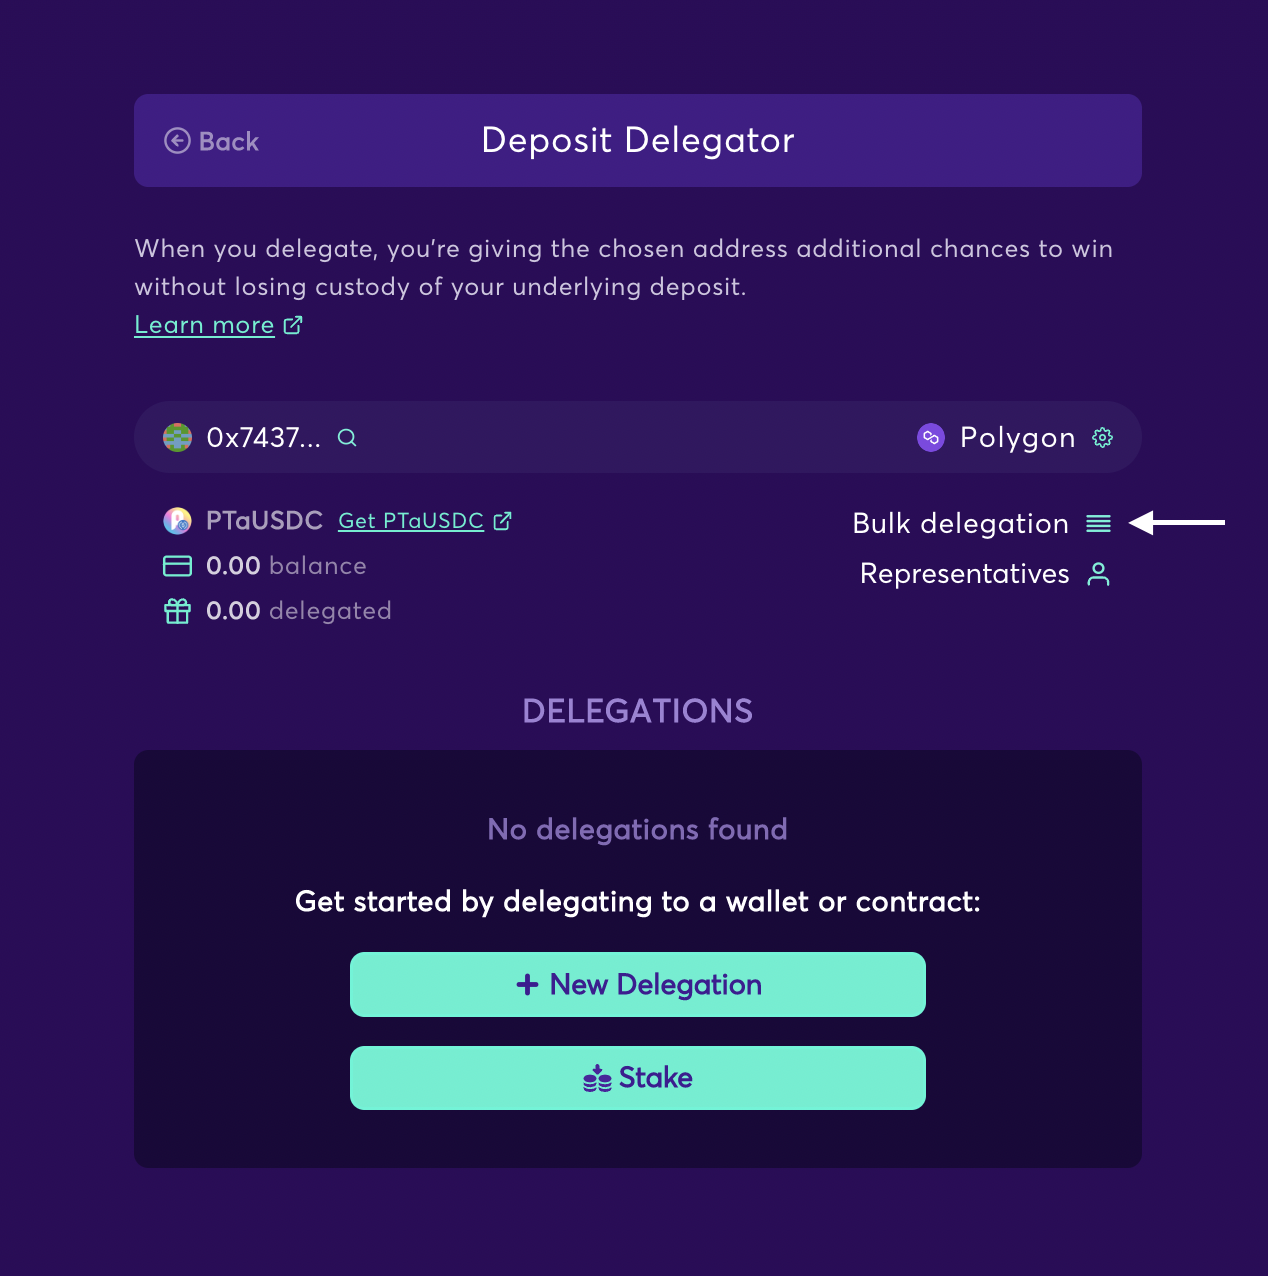 Back
Deposit Delegator
When you delegate, you're giving the chosen address additional chances to win
without losing custody of your underlying deposit.
Learn more
0x7437...
Polygon
PTaUSDC Get PTaUSDC
Bulk delegation
0.00 balance
Representatives
0.00 delegated
DELEGATIONS
No delegations found
Get started by delegating to a wallet or contract:
New Delegation
Stake